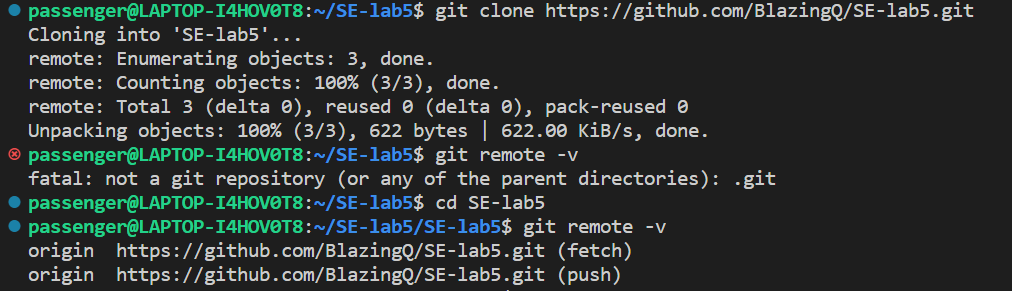 passenger@LAPTOP-I4HOV0T8:~/SE-lab5$ git clone https://github.com/BlazingQ/SE-lab5.git
Cloning into 'SE-lab5'...
remote: Enumerating objects: 3, done.
remote: Counting objects: 100% (3/3), done.
remote: Total 3 (delta 0), reused 0 (delta 0), pack-reused 0
Unpacking objects: 100% (3/3), 622 bytes | 622.00 KiB/s, done.
passenger@LAPTOP-I4HOV0T8:~/SE-lab5$ git remote -v
fatal: not a git repository (or any of the parent directories): .git
passenger@LAPTOP-I4HOV0T8:~/SE-lab5$ cd SE-lab5
passenger@LAPTOP-I4HOV0T8:~/SE-lab5/SE-lab5$ git remote -v
origin  https://github.com/BlazingQ/SE-lab5.git (fetch)
origin  https://github.com/BlazingQ/SE-lab5.git (push)